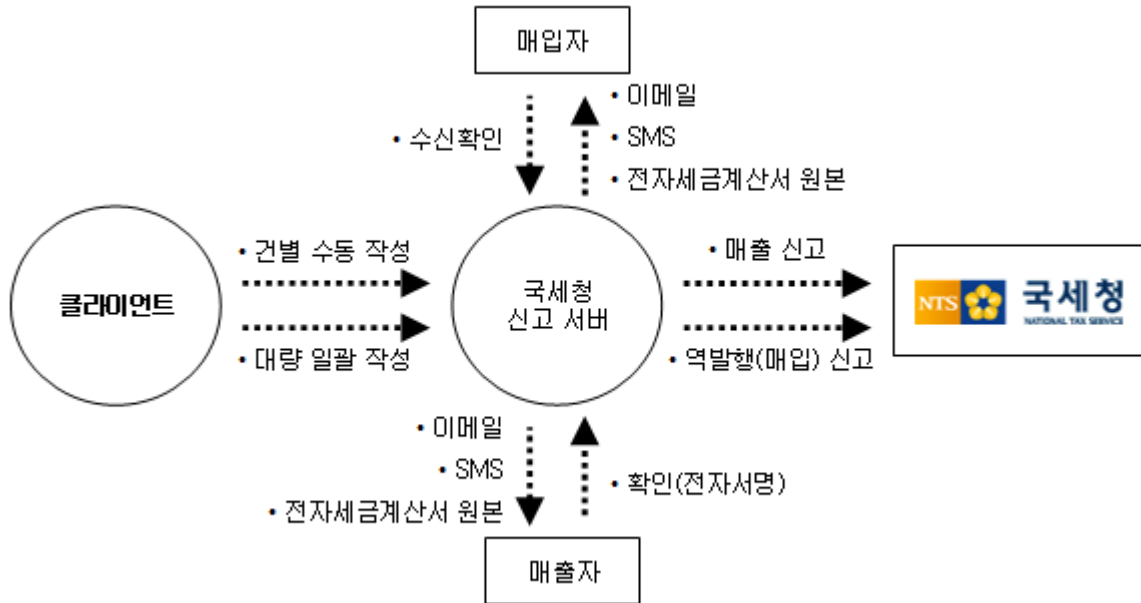 매입자
• 수신확인
• 이메일
• SMS
• 전자세금계산서 원본
클라이언트
• 건별 수동 작성
• 대량 일괄 작성
국세청
신고 서버
• 매출 신고
• 역발행(매입) 신고
NTS 국세청
NATIONAL TAX SERVICE
• 이메일
• SMS
• 전자세금계산서 원본
• 확인(전자서명)
매출자